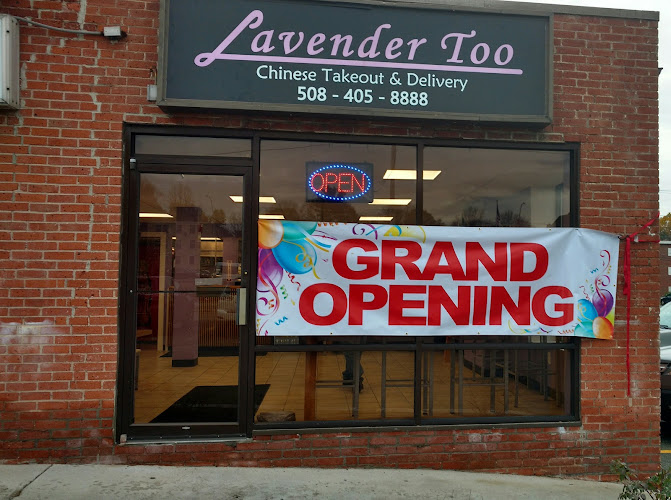 Lavender Too
Chinese Takeout & Delivery
508 - 405 - 8888
OPEN
GRAND
OPENING